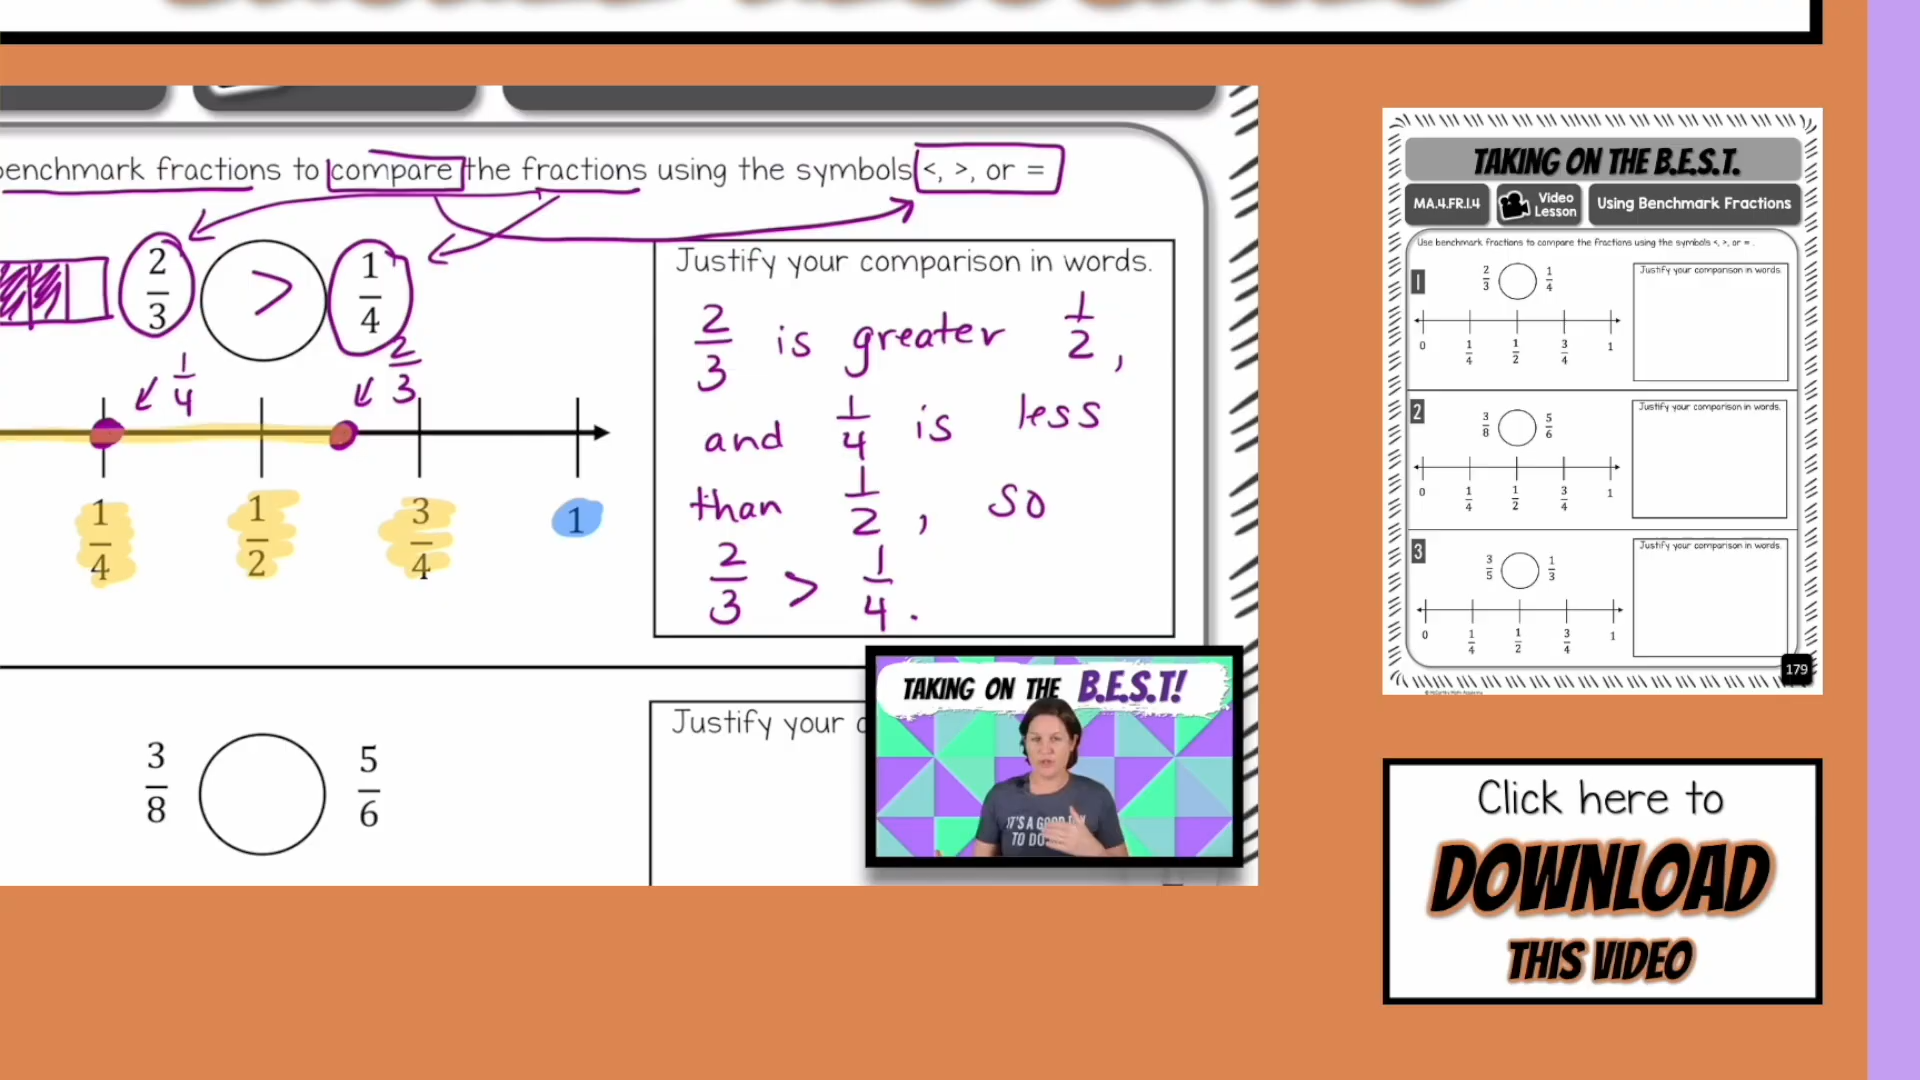 benchmark fractions to compare the fractions using the symbols <, >, or =
2/3 > 1/4
1/4
2/3
1/4 1/2 3/4 1
Justify your comparison in words.
2/3 is greater 1/2,
and 1/4 is less
than 1/2, so
2/3 > 1/4.
3/8 5/6
Justify your
TAKING ON THE B.E.S.T!
IT'S A GOOD
TO DO
TAKING ON THE B.E.S.T.
MA.4.FR.1.4
Video
Lesson
Using Benchmark Fractions
Use benchmark fractions to compare the fractions using the symbols <, >, or = .
1
2/3 1/4
0 1/4 1/2 3/4 1
Justify your comparison in words.
2
3/8 5/6
0 1/4 1/2 3/4 1
Justify your comparison in words.
3
3/5 1/3
0 1/4 1/2 3/4 1
Justify your comparison in words.
179
Click here to
DOWNLOAD
THIS VIDEO